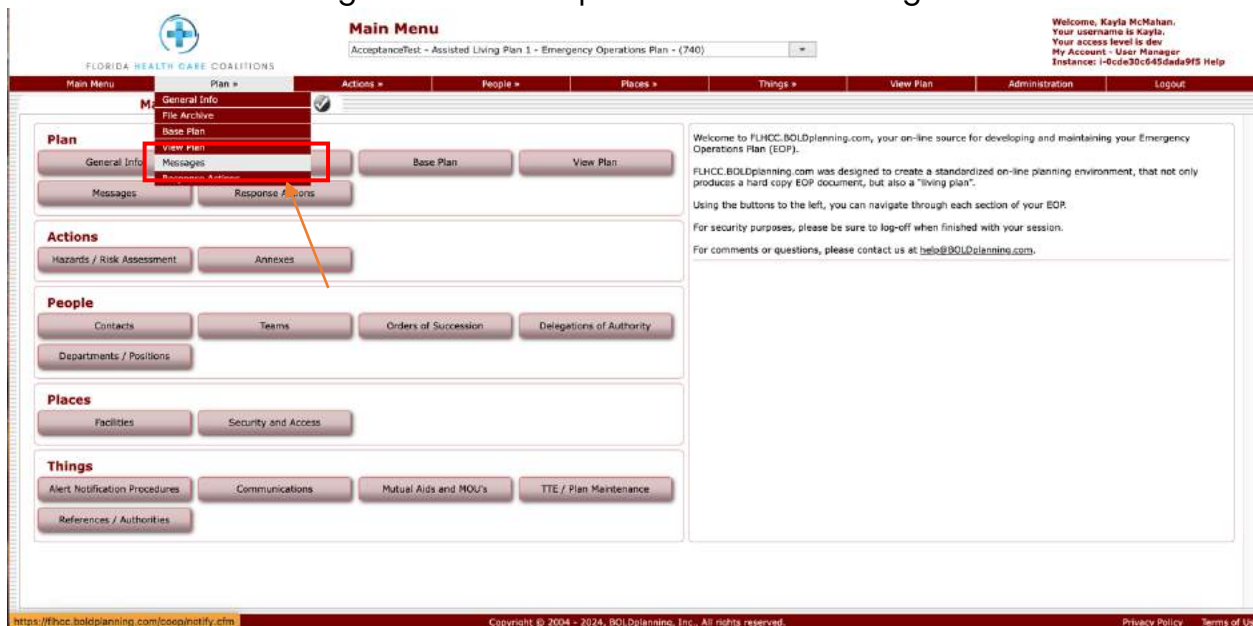 Main Menu
AcceptanceTest - Assisted Living Plan 1 - Emergency Operations Plan - (740)
Welcome, Kayla McMahan.
Your username is Kayla.
Your access level is dev
My Account - User Manager
Instance: i-0cde30c645dada9f5 Help
FLORIDA HEALTH CARE COALITIONS
Main Menu Plan » Actions » People » Places » Things » View Plan Administration Logout
General Info
File Archive
Base Plan
View Plan
Messages
Response Actions
Plan
General Info Base Plan View Plan
Messages Response Actions
Actions
Hazards / Risk Assessment Annexes
People
Contacts Teams Orders of Succession Delegations of Authority
Departments / Positions
Places
Facilities Security and Access
Things
Alert Notification Procedures Communications Mutual Aids and MOU's TTE / Plan Maintenance
References / Authorities
Welcome to FLHCC.BOLDplanning.com, your on-line source for developing and maintaining your Emergency
Operations Plan (EOP).
FLHCC.BOLDplanning.com was designed to create a standardized on-line planning environment, that not only
produces a hard copy EOP document, but also a "living plan".
Using the buttons to the left, you can navigate through each section of your EOP.
For security purposes, please be sure to log-off when finished with your session.
For comments or questions, please contact us at help@BOLDplanning.com.
https://flhcc.boldplanning.com/coop/notify.cfm
Copyright © 2004 - 2024, BOLDplanning, Inc., All rights reserved.
Privacy Policy Terms of Us